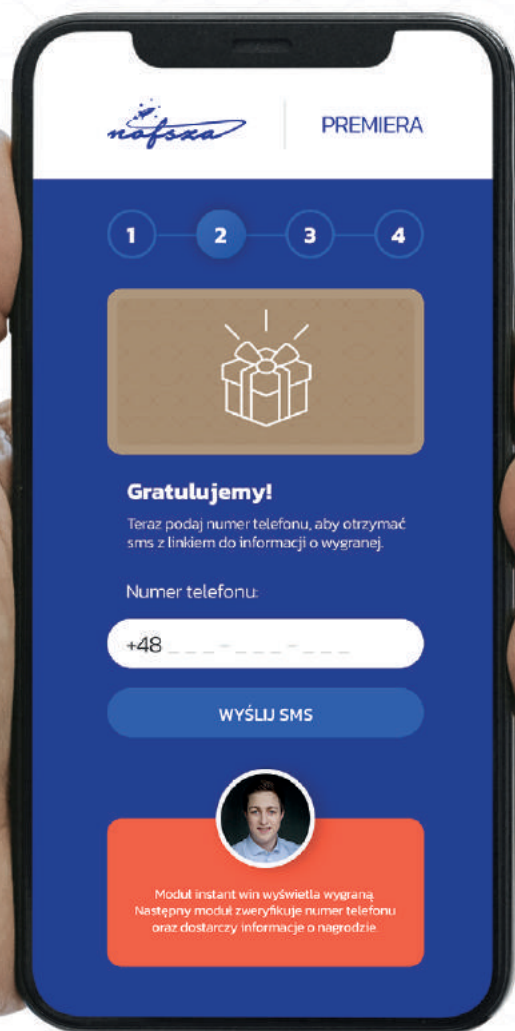 nofsza
PREMIERA
1 2 3 4
Gratulujemy!
Teraz podaj numer telefonu, aby otrzymać
sms z linkiem do informacji o wygranej.
Numer telefonu:
+48 _ _ _ - _ _ _ - _ _ _
WYŚLIJ SMS
Moduł instant win wyświetla wygraną.
Następny moduł zweryfikuje numer telefonu
oraz dostarczy informacje o nagrodzie.